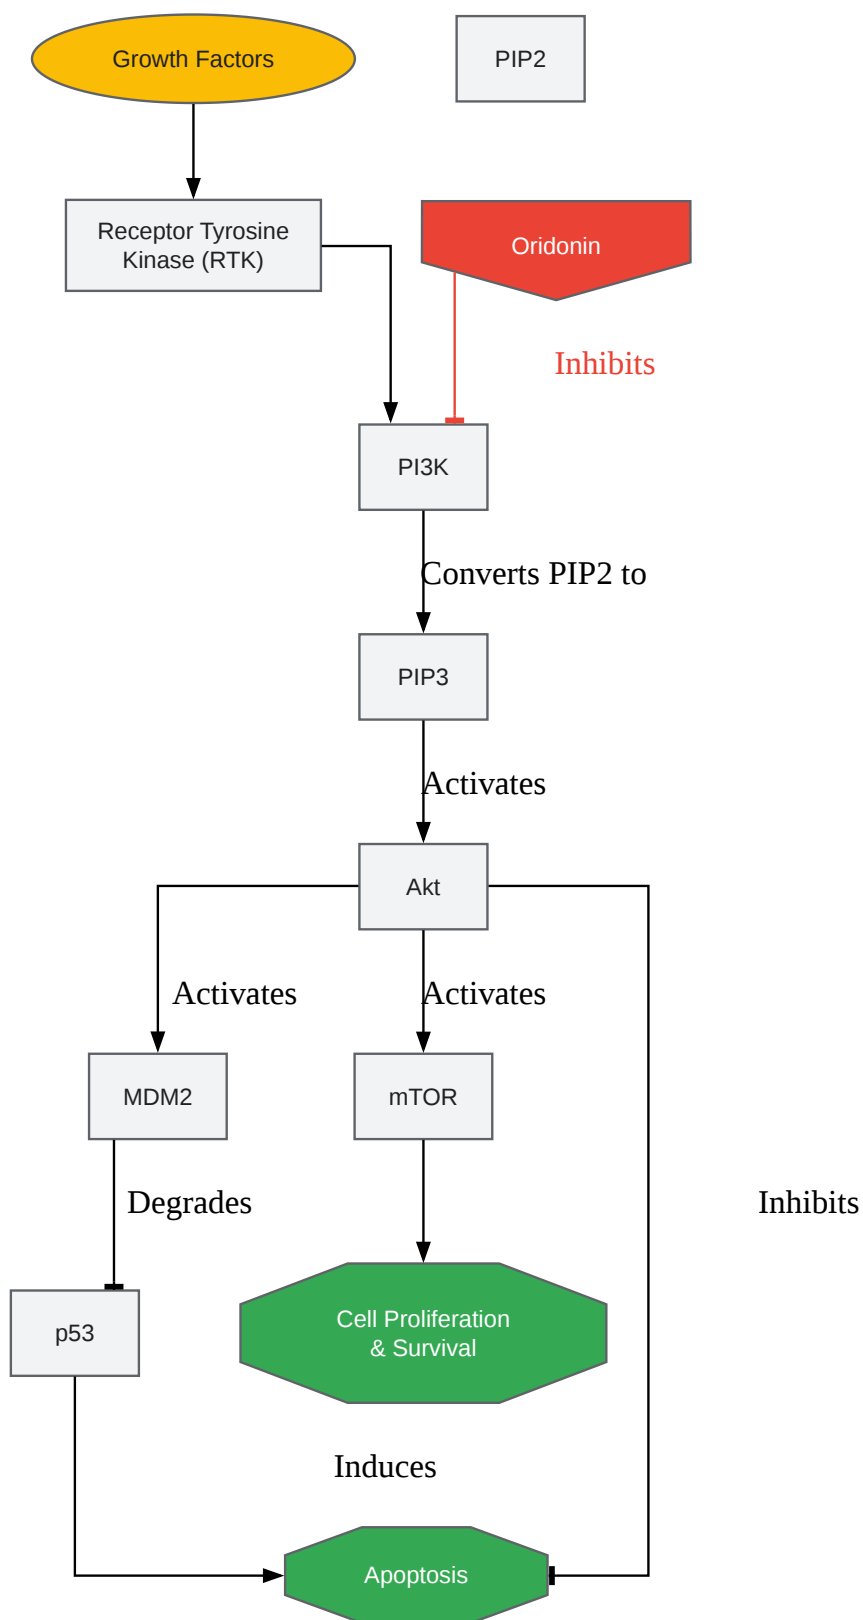 Growth Factors
PIP2
Receptor Tyrosine
Kinase (RTK)
Oridonin
Inhibits
PI3K
Converts PIP2 to
PIP3
Activates
Akt
Activates
Activates
MDM2
mTOR
Degrades
Inhibits
p53
Cell Proliferation
& Survival
Induces
Apoptosis